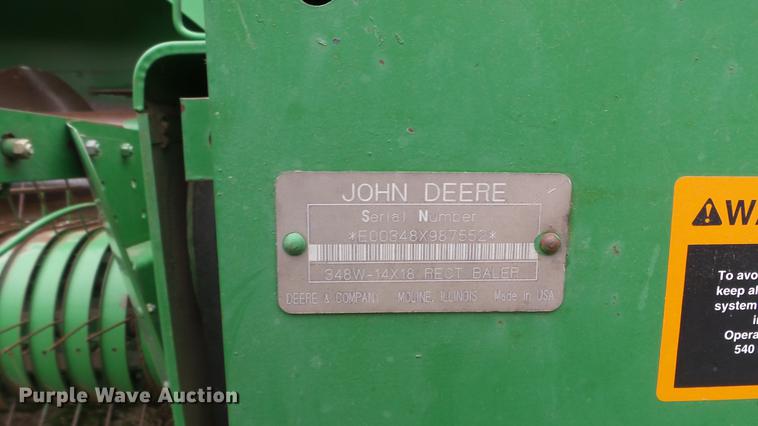 JOHN DEERE
Serial Number
*E00348X987552*
348W-14X18 RECT BALER
DEERE & COMPANY MOLINE, ILLINOIS Made in USA
WA
To avo
keep al
system
in
Opera
540
Purple Wave Auction